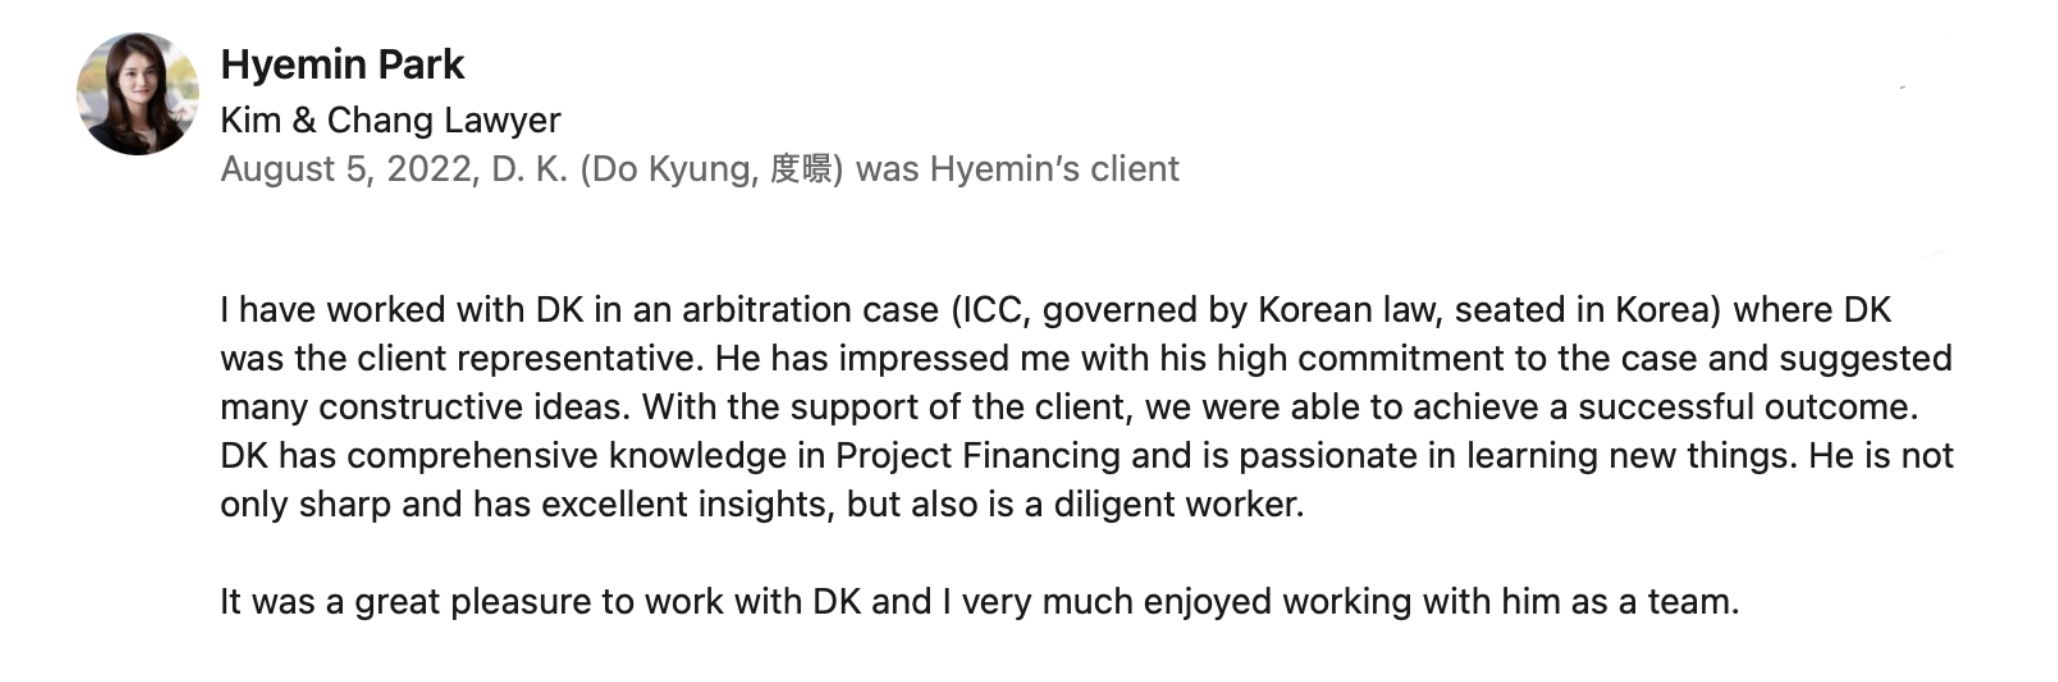 Hyemin Park
Kim & Chang Lawyer
August 5, 2022, D. K. (Do Kyung, 度暻) was Hyemin’s client
I have worked with DK in an arbitration case (ICC, governed by Korean law, seated in Korea) where DK
was the client representative. He has impressed me with his high commitment to the case and suggested
many constructive ideas. With the support of the client, we were able to achieve a successful outcome.
DK has comprehensive knowledge in Project Financing and is passionate in learning new things. He is not
only sharp and has excellent insights, but also is a diligent worker.
It was a great pleasure to work with DK and I very much enjoyed working with him as a team.